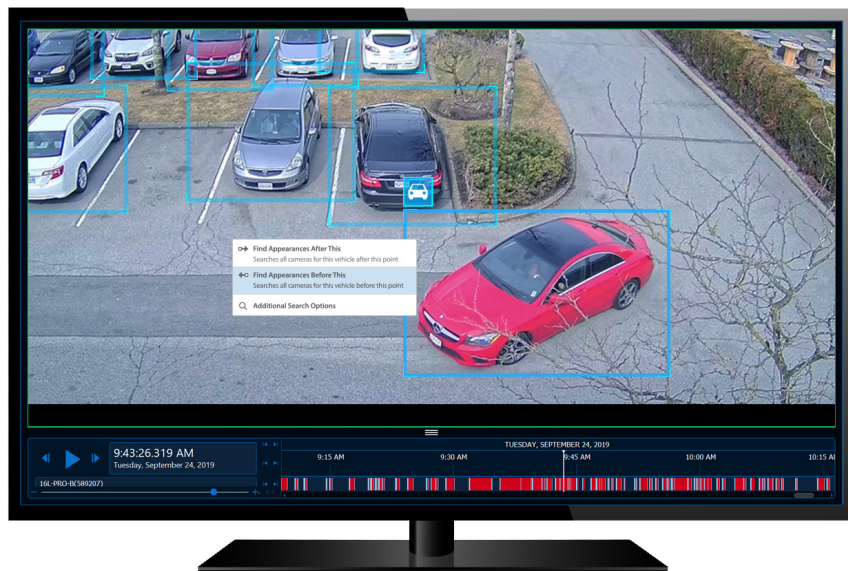 Find Appearances After This
Searches all cameras for this vehicle after this point
Find Appearances Before This
Searches all cameras for this vehicle before this point
Additional Search Options
TUESDAY, SEPTEMBER 24, 2019
9:43:26.319 AM
Tuesday, September 24, 2019
9:15 AM
9:30 AM
9:45 AM
10:00 AM
10:15 AM
16L-PRO-B(589207)